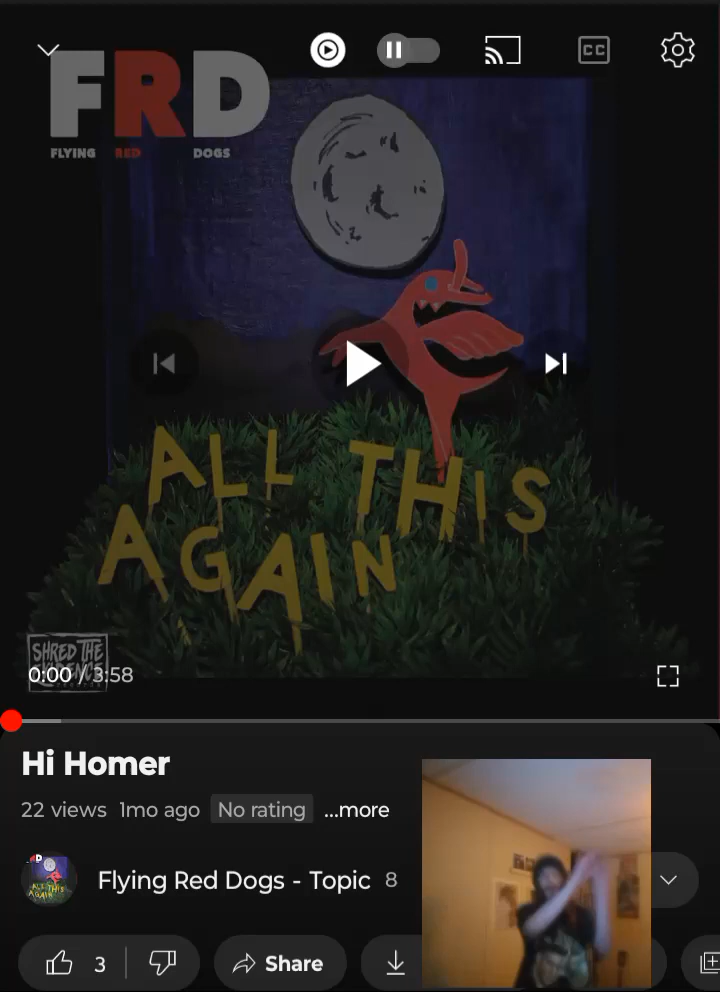 CC
FRD
FLYING RED DOGS
ALL THIS
AGAIN
SHRED THE
0:00 / 3:58
Hi Homer
22 views 1mo ago No rating ...more
Flying Red Dogs - Topic 8
3 Share